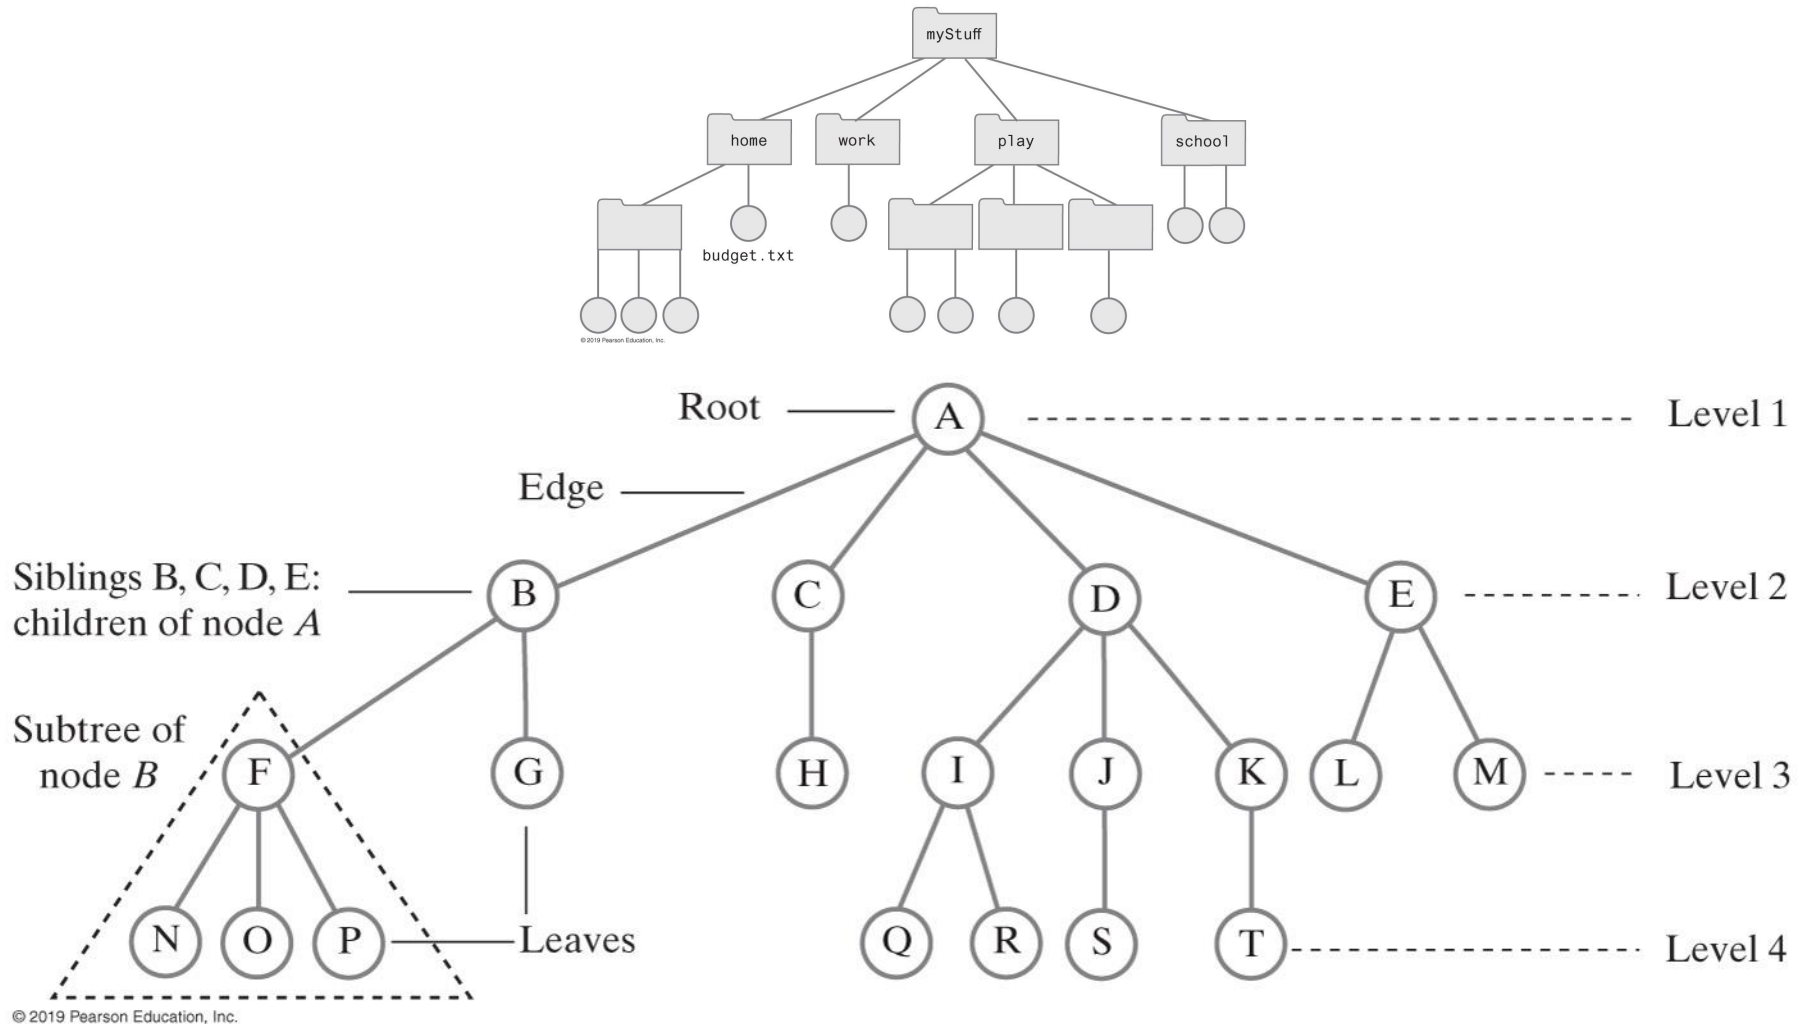 myStuff
home
work
play
school
budget.txt
© 2019 Pearson Education, Inc.
Root
A
Level 1
Edge
Siblings B, C, D, E:
children of node A
B
C
D
E
Level 2
Subtree of
node B
F
G
H
I
J
K
L
M
Level 3
N
O
P
Leaves
Q
R
S
T
Level 4
© 2019 Pearson Education, Inc.